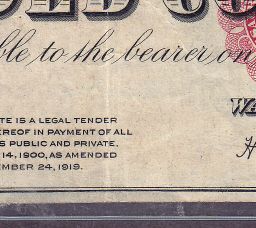 ble to the bearer on
TE IS A LEGAL TENDER
EREOF IN PAYMENT OF ALL
S PUBLIC AND PRIVATE.
14, 1900, AS AMENDED
MBER 24, 1919.